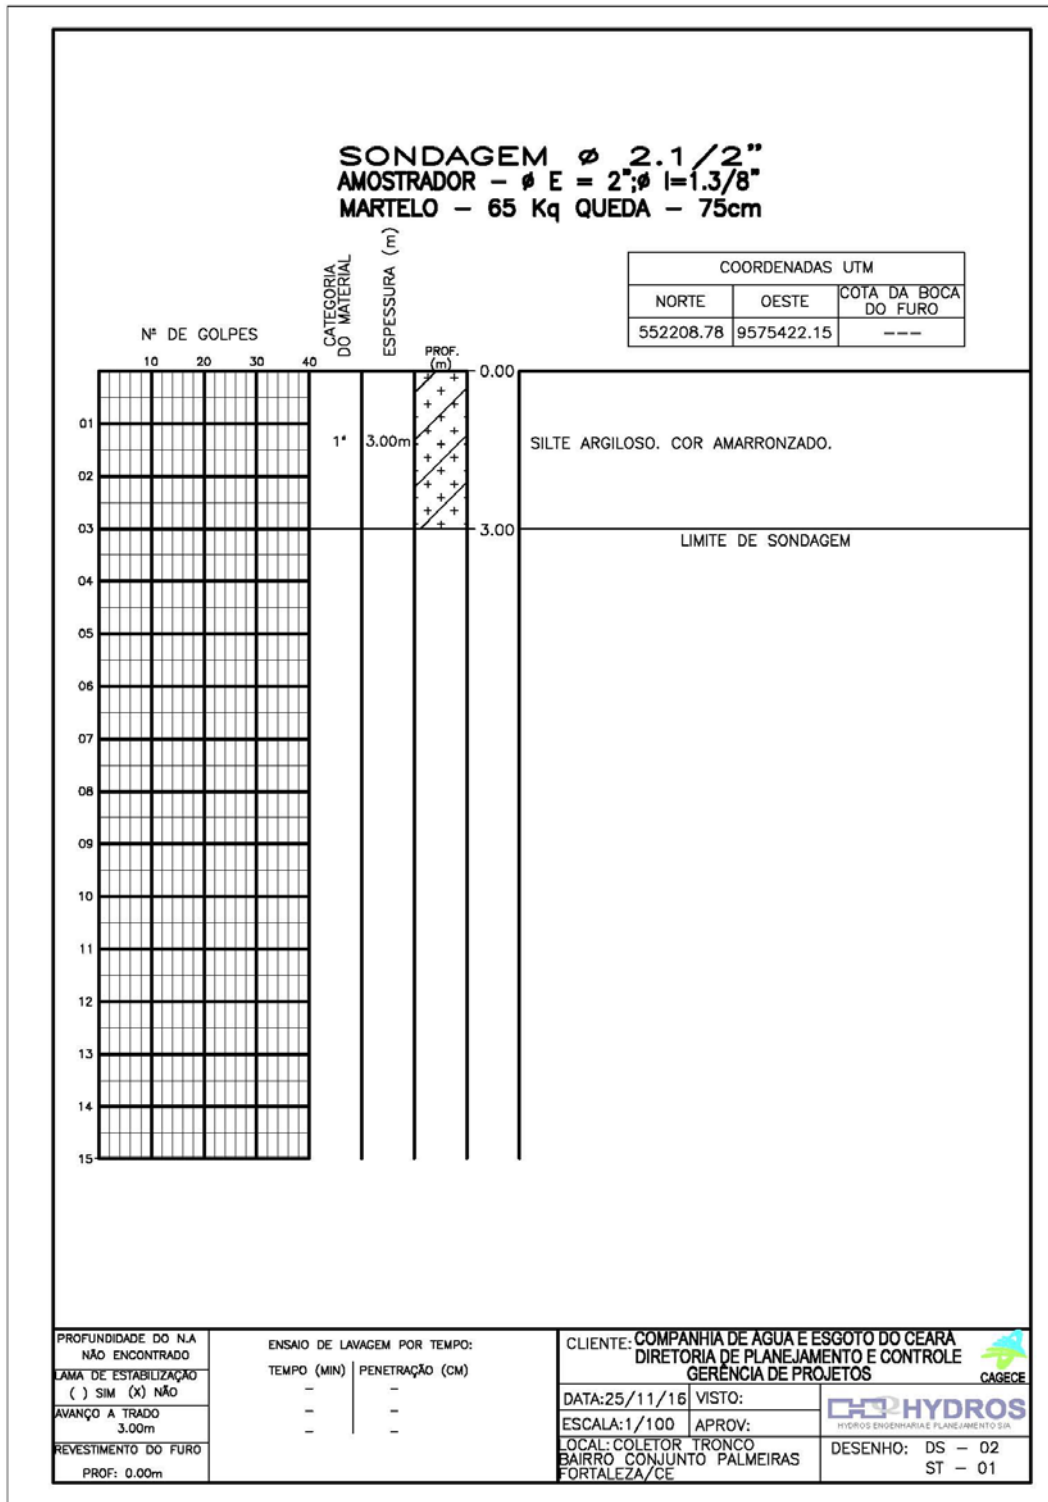 SONDAGEM ø 2.1/2"
AMOSTRADOR - ø E = 2";ø I=1.3/8"
MARTELO - 65 Kq QUEDA - 75cm
COORDENADAS UTM
NORTE OESTE COTA DA BOCA DO FURO
552208.78 9575422.15 ---
Nº DE GOLPES
CATEGORIA DO MATERIAL
ESPESSURA (m)
PROF. (m)
10 20 30 40
0.00
01
1ª 3.00m SILTE ARGILOSO. COR AMARRONZADO.
02
03 3.00
LIMITE DE SONDAGEM
04
05
06
07
08
09
10
11
12
13
14
15
PROFUNDIDADE DO N.A
NÃO ENCONTRADO
LAMA DE ESTABILIZAÇÃO
( ) SIM (X) NÃO
AVANÇO A TRADO
3.00m
REVESTIMENTO DO FURO
PROF: 0.00m
ENSAIO DE LAVAGEM POR TEMPO:
TEMPO (MIN) PENETRAÇÃO (CM)
- -
- -
- -
CLIENTE: COMPANHIA DE AGUA E ESGOTO DO CEARA
DIRETORIA DE PLANEJAMENTO E CONTROLE
GERÊNCIA DE PROJETOS
CAGECE
DATA:25/11/16 VISTO:
ESCALA:1/100 APROV:
HYDROS
HYDROS ENGENHARIA E PLANEJAMENTO S/A
LOCAL: COLETOR TRONCO
BAIRRO CONJUNTO PALMEIRAS
FORTALEZA/CE
DESENHO: DS - 02
ST - 01